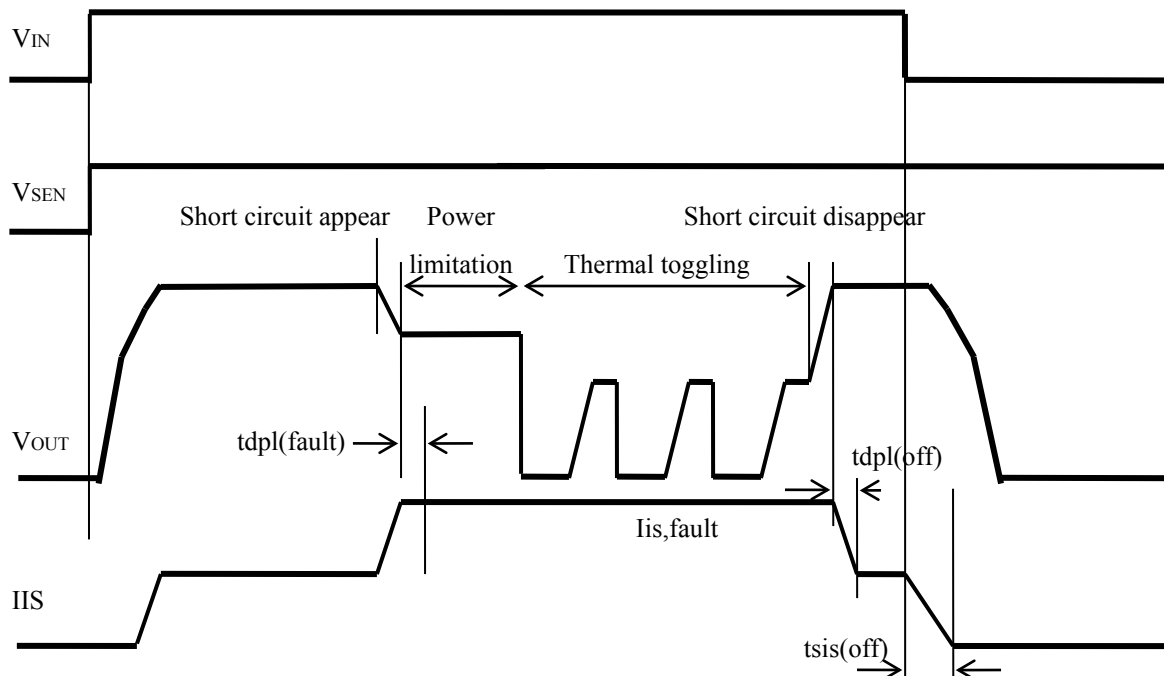 VIN
VSEN
Short circuit appear
Power
limitation
Thermal toggling
Short circuit disappear
VOUT
tdpl(fault)
tdpl(off)
Iis,fault
IIS
tsis(off)